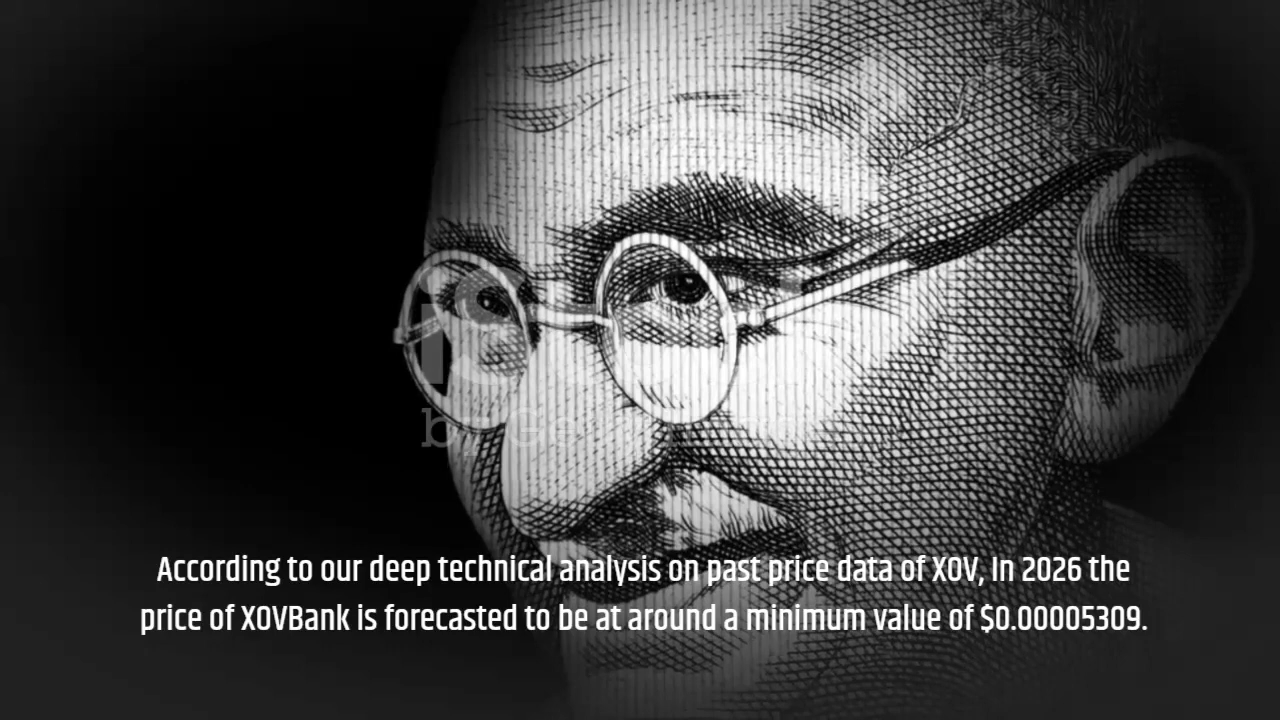 According to our deep technical analysis on past price data of XOV, In 2026 the
price of XOVBank is forecasted to be at around a minimum value of $0.00005309.